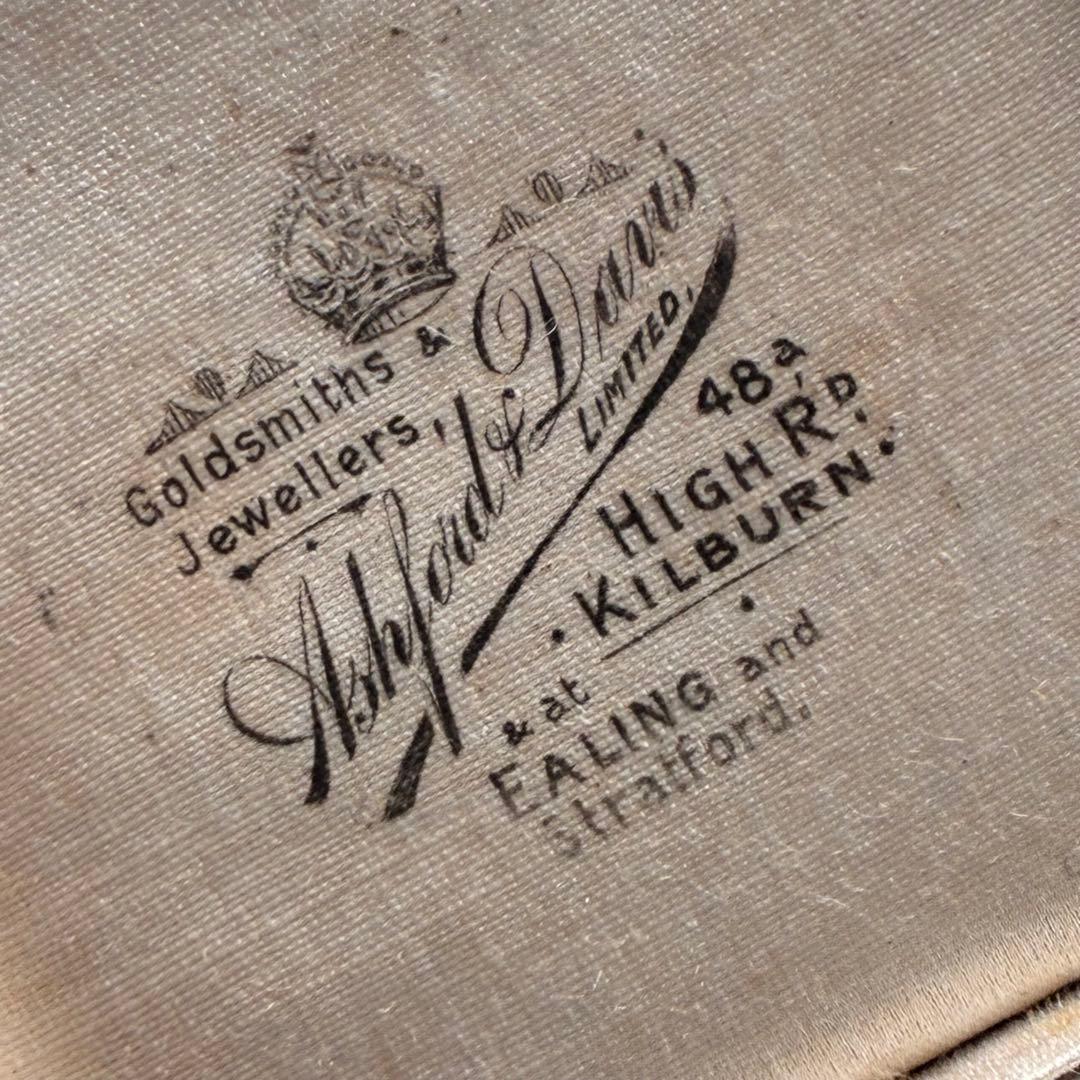 Goldsmiths &
Jewellers,
Ashford & Davis
LIMITED,
48a,
HIGH RD,
· KILBURN ·
& at
EALING and
Stratford.